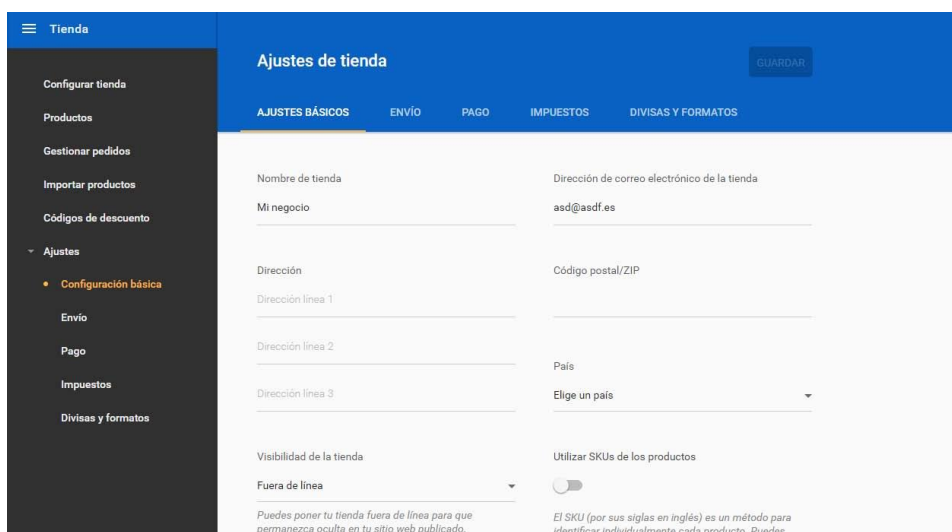 Tienda
Configurar tienda
Productos
Gestionar pedidos
Importar productos
Códigos de descuento
Ajustes
Configuración básica
Envío
Pago
Impuestos
Divisas y formatos
Ajustes de tienda
GUARDAR
AJUSTES BÁSICOS ENVÍO PAGO IMPUESTOS DIVISAS Y FORMATOS
Nombre de tienda
Mi negocio
Dirección de correo electrónico de la tienda
asd@asdf.es
Dirección
Dirección línea 1
Dirección línea 2
Dirección línea 3
Código postal/ZIP
País
Elige un país
Visibilidad de la tienda
Fuera de línea
Puedes poner tu tienda fuera de línea para que
permanezca oculta en tu sitio web publicado.
Utilizar SKUs de los productos
El SKU (por sus siglas en inglés) es un método para
identificar individualmente cada producto. Puedes